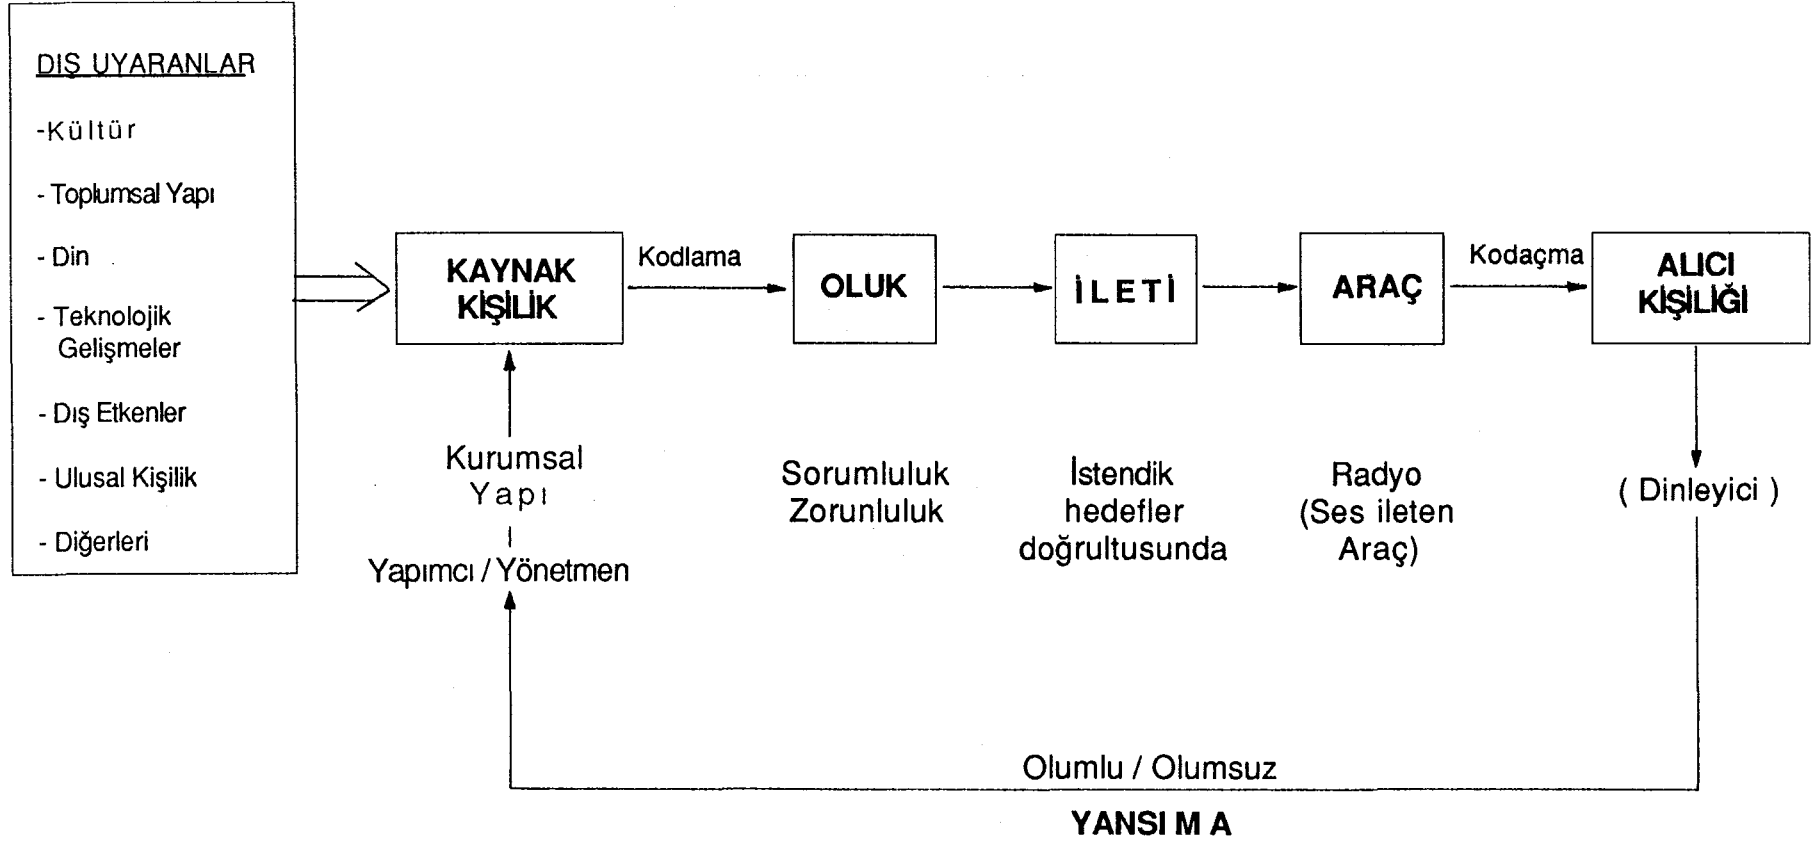 DIŞ UYARANLAR
-Kültür
- Toplumsal Yapı
- Din
- Teknolojik
Gelişmeler
- Dış Etkenler
- Ulusal Kişilik
- Diğerleri
KAYNAK
KİŞİLİK
Kodlama
OLUK
İLETİ
ARAÇ
Kodaçma
ALICI
KİŞİLİĞİ
Kurumsal
Yapı
Yapımcı / Yönetmen
Sorumluluk
Zorunluluk
İstendik
hedefler
doğrultusunda
Radyo
(Ses ileten
Araç)
( Dinleyici )
Olumlu / Olumsuz
YANSIMA